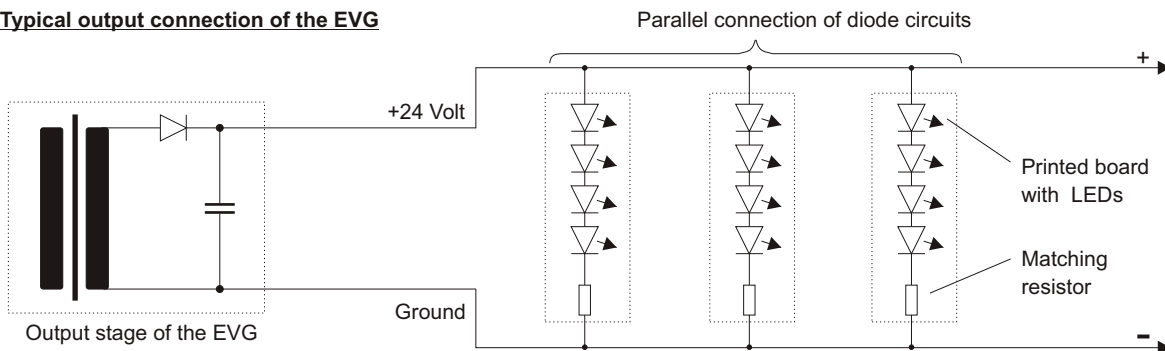 Typical output connection of the EVG
Parallel connection of diode circuits
+
+24 Volt
Printed board
with LEDs
Matching
resistor
Ground
Output stage of the EVG
-